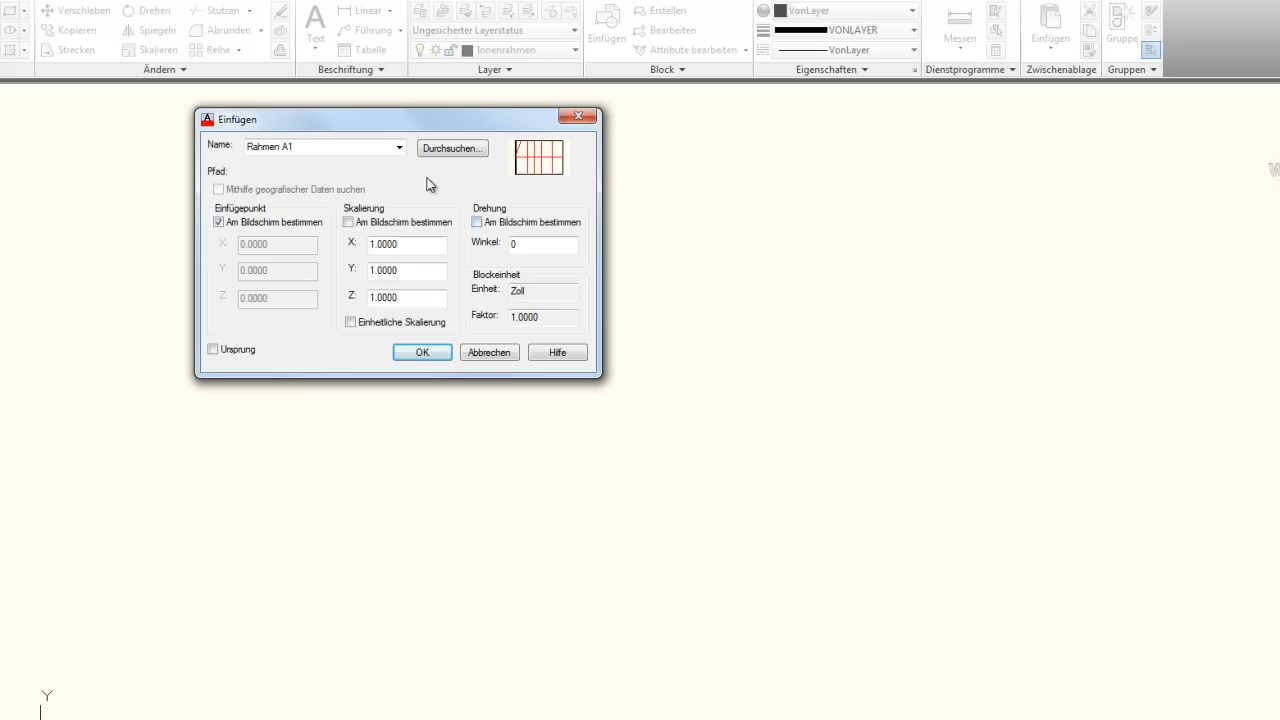 Verschieben Drehen Stutzen Linear Erstellen VonLayer
Kopieren Spiegeln Abrunden Text Führung Ungesicherter Layerstatus Einfügen Bearbeiten VONLAYER Messen Einfügen Gruppe
Strecken Skalieren Reihe Tabelle Innenrahmen Attribute bearbeiten VonLayer
Ändern Beschriftung Layer Block Eigenschaften Dienstprogramme Zwischenablage Gruppen
Einfügen
Name: Rahmen A1 Durchsuchen...
Pfad:
Mithilfe geografischer Daten suchen
Einfügepunkt Skalierung Drehung
Am Bildschirm bestimmen Am Bildschirm bestimmen Am Bildschirm bestimmen
X: 0.0000 X: 1.0000 Winkel: 0
Y: 0.0000 Y: 1.0000 Blockeinheit
Einheit: Zoll
Z: 0.0000 Z: 1.0000
Faktor: 1.0000
Einheitliche Skalierung
Ursprung OK Abbrechen Hilfe
W
Y